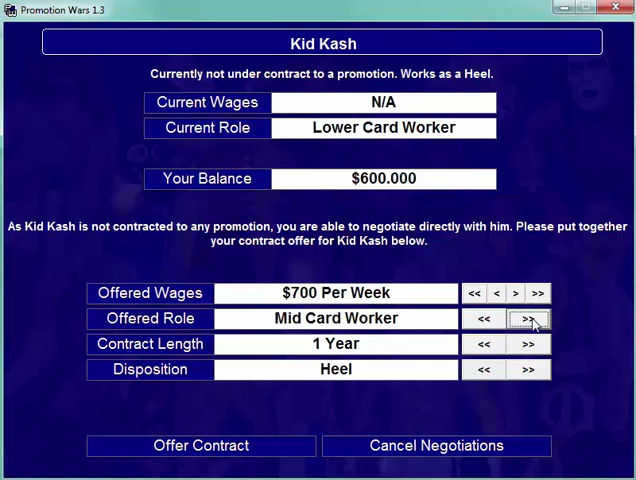 Promotion Wars 1.3
Kid Kash
Currently not under contract to a promotion. Works as a Heel.
Current Wages N/A
Current Role Lower Card Worker
Your Balance $600.000
As Kid Kash is not contracted to any promotion, you are able to negotiate directly with him. Please put together
your contract offer for Kid Kash below.
Offered Wages $700 Per Week << < > >>
Offered Role Mid Card Worker << >>
Contract Length 1 Year << >>
Disposition Heel << >>
Offer Contract Cancel Negotiations